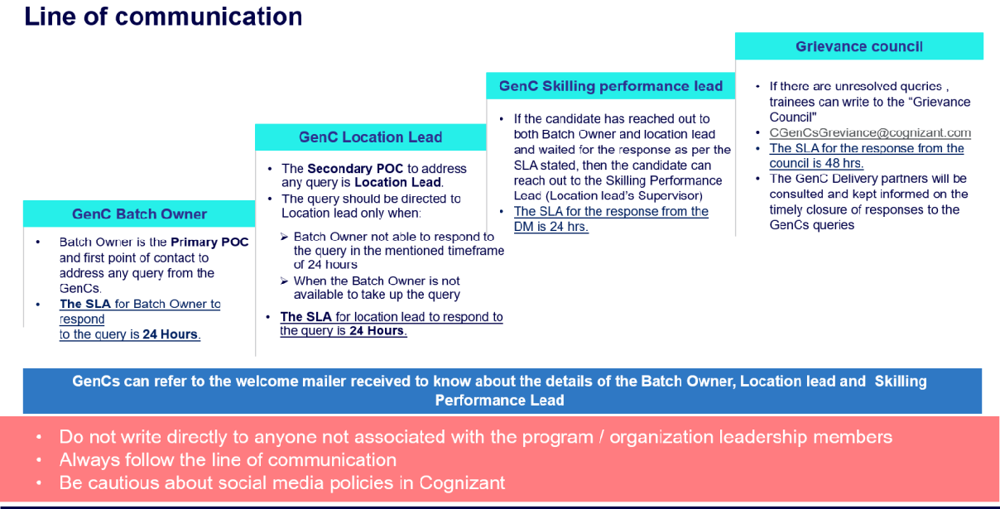 Line of communication
GenC Batch Owner
• Batch Owner is the Primary POC
and first point of contact to
address any query from the
GenCs.
• The SLA for Batch Owner to
respond
to the query is 24 Hours.
GenC Location Lead
• The Secondary POC to address
any query is Location Lead.
• The query should be directed to
Location lead only when:
➢ Batch Owner not able to respond to
the query in the mentioned timeframe
of 24 hours
➢ When the Batch Owner is not
available to take up the query
• The SLA for location lead to respond to
the query is 24 Hours.
GenC Skilling performance lead
• If the candidate has reached out to
both Batch Owner and location lead
and waited for the response as per the
SLA stated, then the candidate can
reach out to the Skilling Performance
Lead (Location lead's Supervisor)
• The SLA for the response from the
DM is 24 hrs.
Grievance council
• If there are unresolved queries ,
trainees can write to the “Grievance
Council"
• CGenCsGreviance@cognizant.com
• The SLA for the response from the
council is 48 hrs.
• The GenC Delivery partners will be
consulted and kept informed on the
timely closure of responses to the
GenCs queries
GenCs can refer to the welcome mailer received to know about the details of the Batch Owner, Location lead and Skilling
Performance Lead
• Do not write directly to anyone not associated with the program / organization leadership members
• Always follow the line of communication
• Be cautious about social media policies in Cognizant